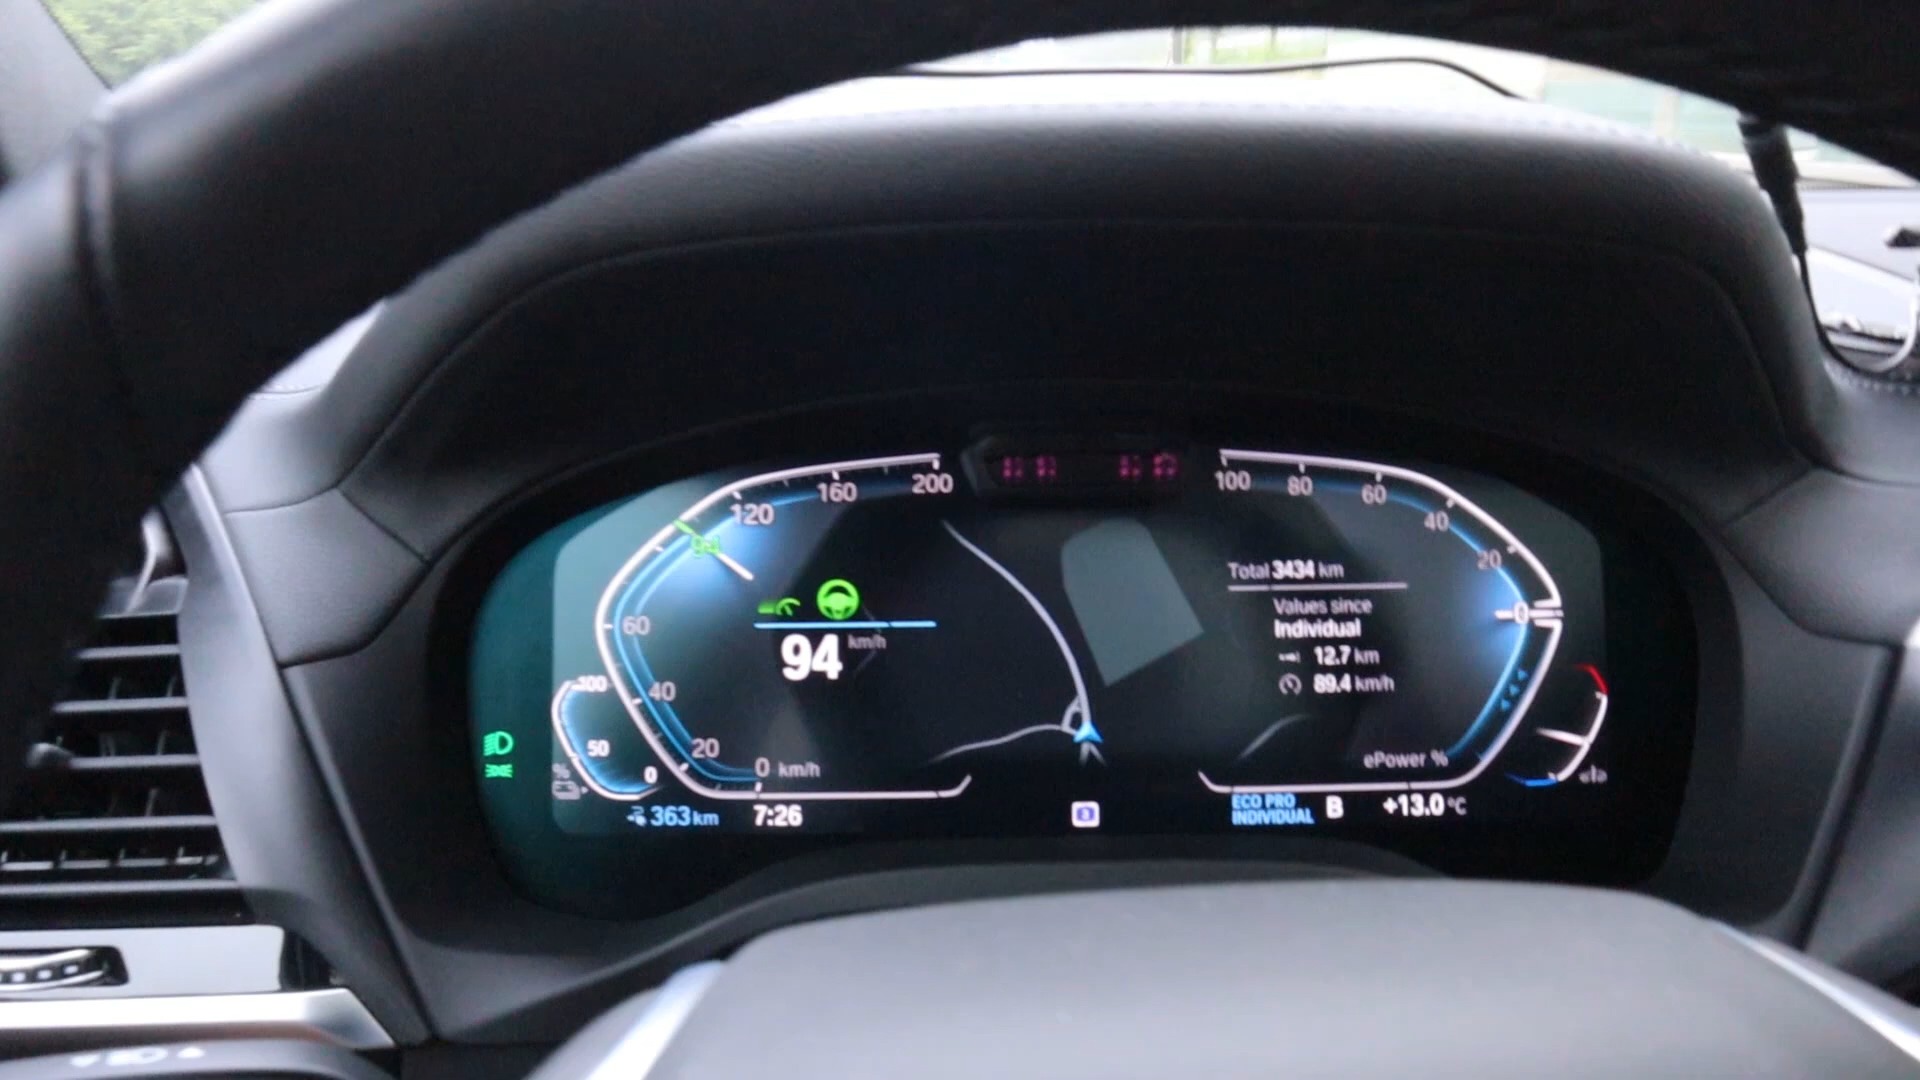 200
160
120
94
60
40
20
0 km/h
94 km/h
100
50
0
%
363 km
7:26
3
100
80
60
40
20
0
Total 3434 km
Values since
Individual
12.7 km
89.4 km/h
ePower %
ECO PRO
INDIVIDUAL
B
+13.0 °C